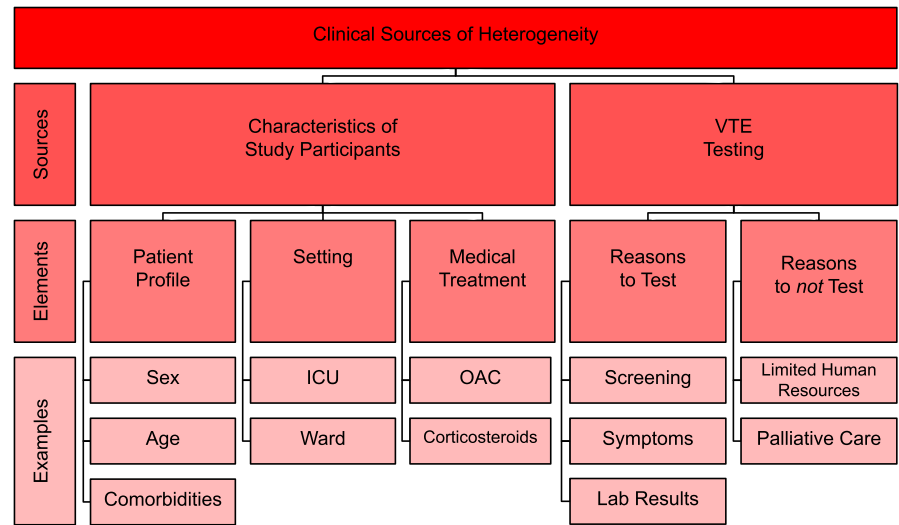 Clinical Sources of Heterogeneity
Sources
Characteristics of
Study Participants
VTE
Testing
Elements
Patient
Profile
Setting
Medical
Treatment
Reasons
to Test
Reasons
to not Test
Examples
Sex
ICU
OAC
Screening
Limited Human
Resources
Age
Ward
Corticosteroids
Symptoms
Palliative Care
Comorbidities
Lab Results